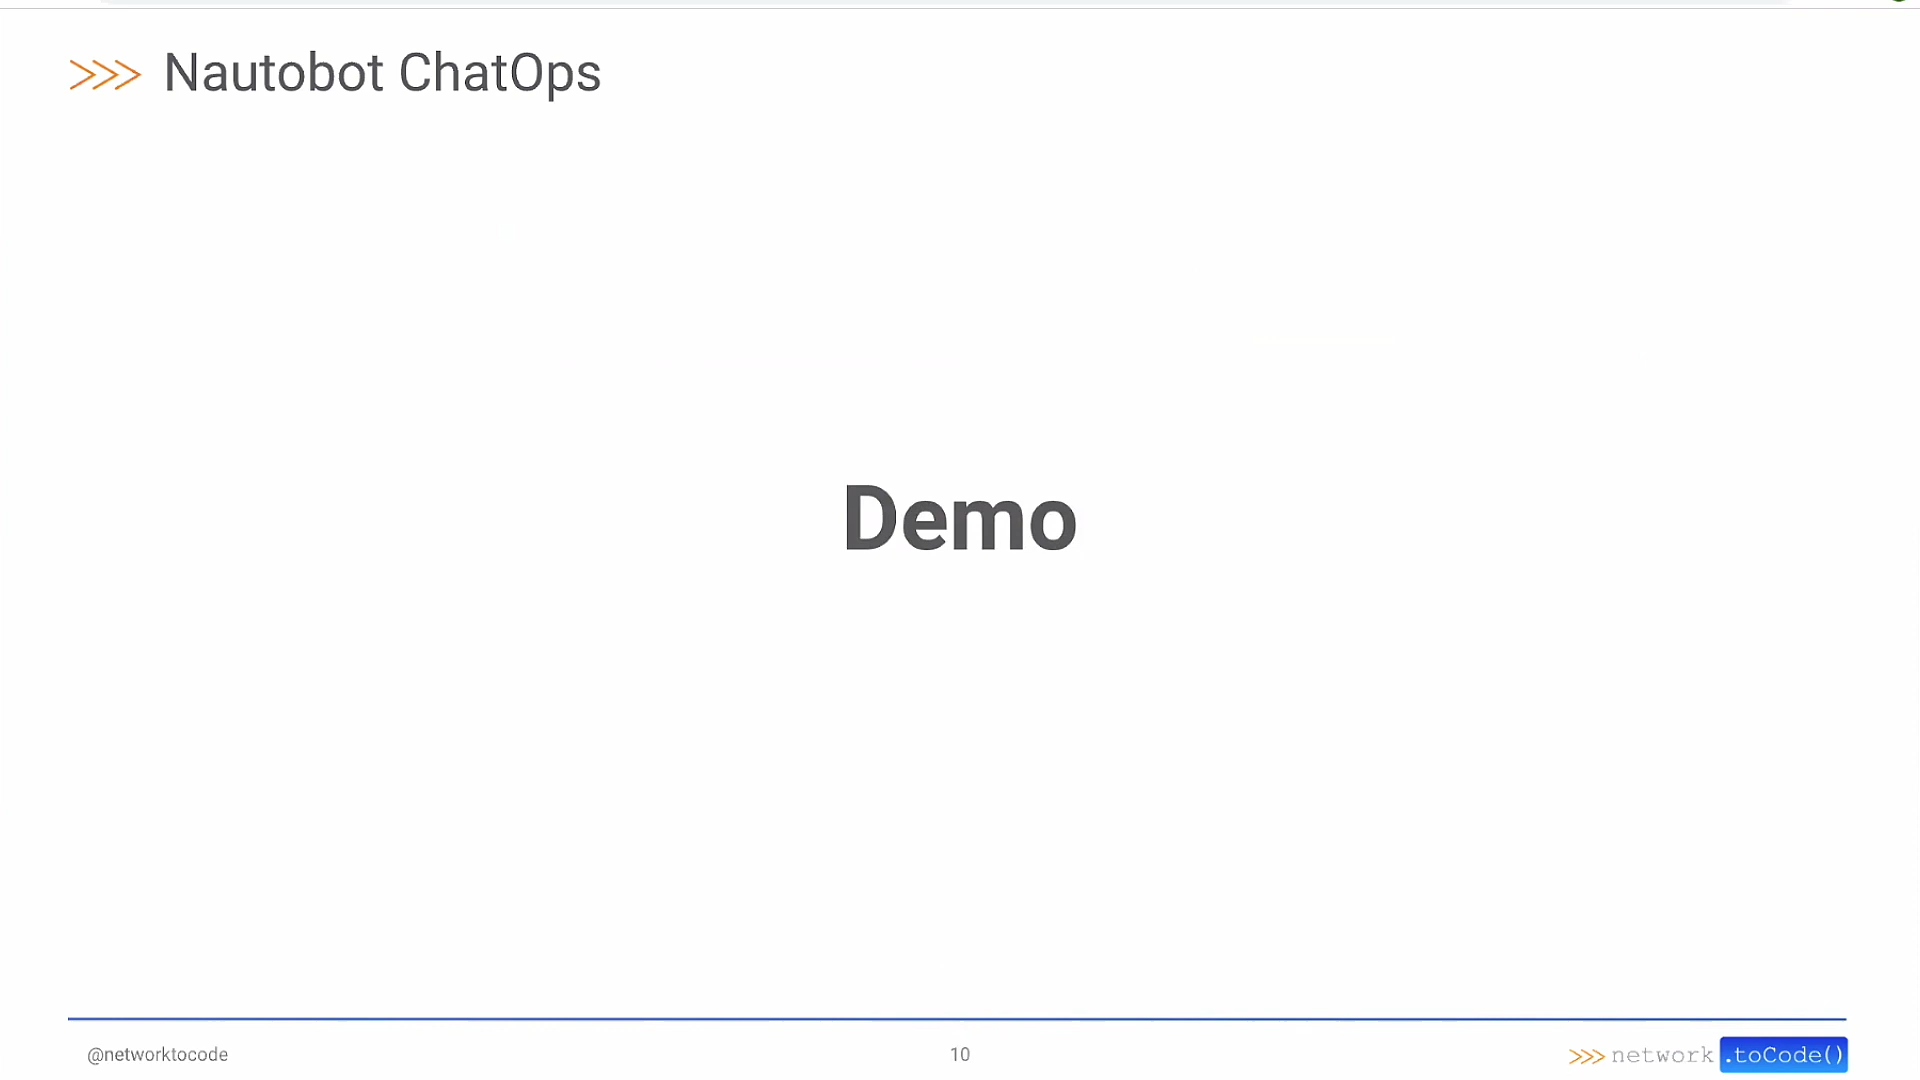 >>> Nautobot ChatOps
Demo
@networktocode
10
>>> network .toCode()